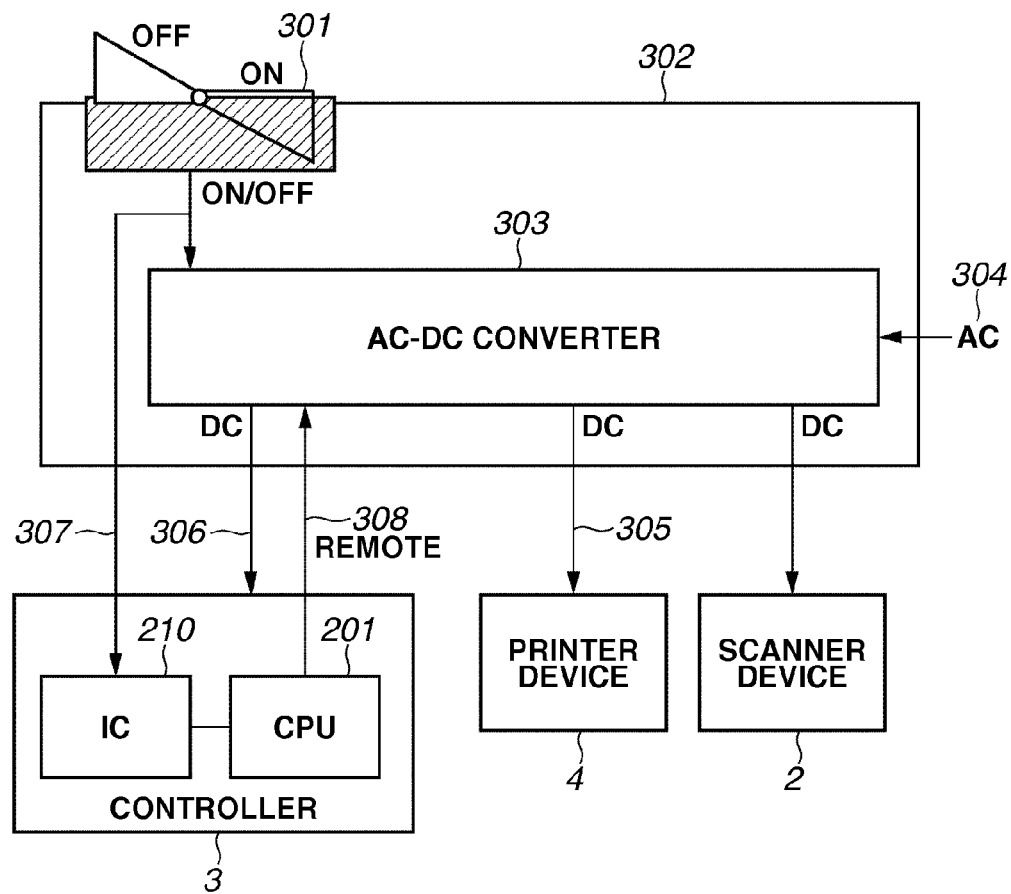 OFF
301
ON
302
ON/OFF
303
304
AC-DC CONVERTER
AC
DC
DC
DC
307
306
308
REMOTE
305
210
201
PRINTER
DEVICE
SCANNER
DEVICE
IC
CPU
4
2
CONTROLLER
3